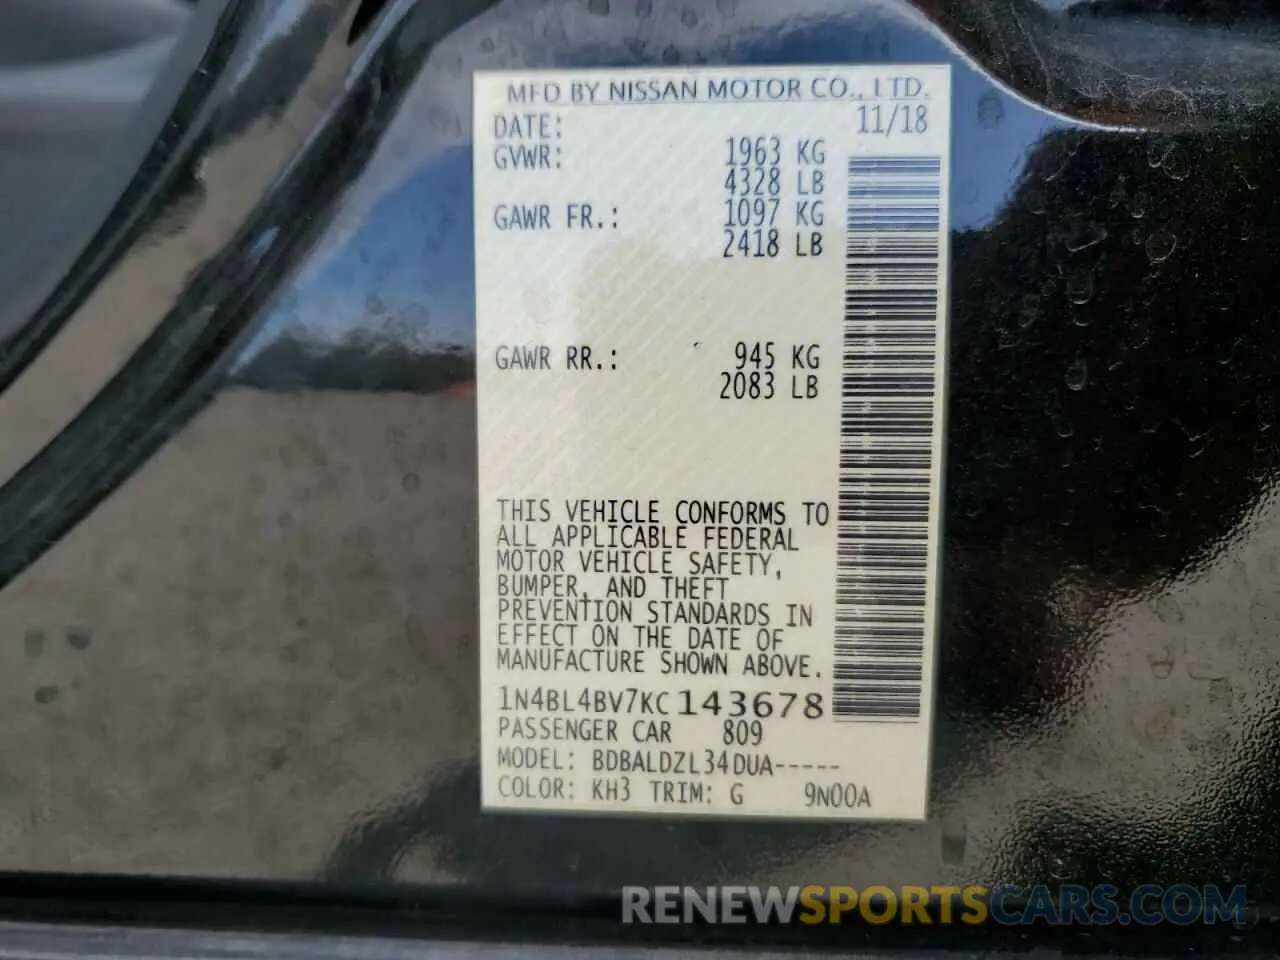 MFD BY NISSAN MOTOR CO., LTD.
DATE: 11/18
GVWR: 1963 KG
4328 LB
GAWR FR.: 1097 KG
2418 LB
GAWR RR.: 945 KG
2083 LB
THIS VEHICLE CONFORMS TO
ALL APPLICABLE FEDERAL
MOTOR VEHICLE SAFETY,
BUMPER, AND THEFT
PREVENTION STANDARDS IN
EFFECT ON THE DATE OF
MANUFACTURE SHOWN ABOVE.
1N4BL4BV7KC143678
PASSENGER CAR 809
MODEL: BDBALDZL34DUA-----
COLOR: KH3 TRIM: G 9N00A
RENEWSPORTSCARS.COM